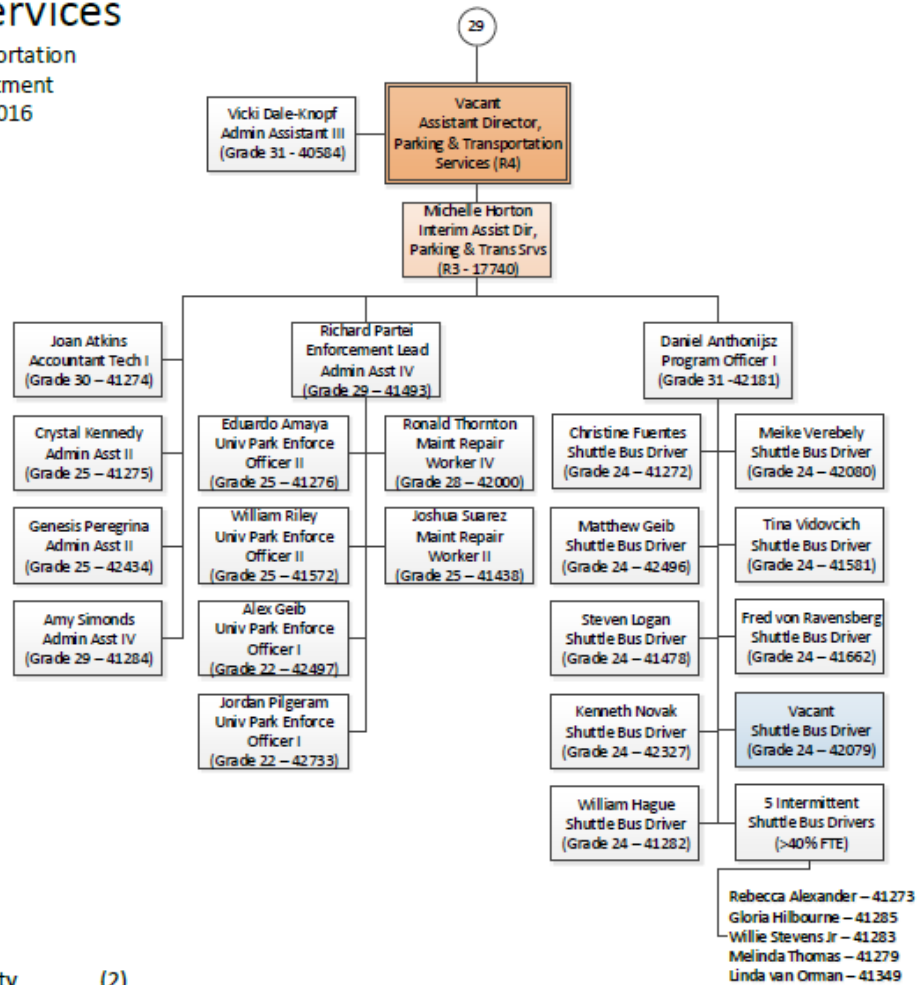 ervices
ortation
tment
016
29
Vacant
Assistant Director,
Parking & Transportation
Services (R4)
Vicki Dale-Knopf
Admin Assistant III
(Grade 31 - 40584)
Michelle Horton
Interim Assist Dir,
Parking & Trans Srvs
(R3 - 17740)
Joan Atkins
Accountant Tech I
(Grade 30 – 41274)
Crystal Kennedy
Admin Asst II
(Grade 25 – 41275)
Genesis Peregrina
Admin Asst II
(Grade 25 – 42434)
Amy Simonds
Admin Asst IV
(Grade 29 – 41284)
Richard Partei
Enforcement Lead
Admin Asst IV
(Grade 29 – 41493)
Eduardo Amaya
Univ Park Enforce
Officer II
(Grade 25 – 41276)
William Riley
Univ Park Enforce
Officer II
(Grade 25 – 41572)
Alex Geib
Univ Park Enforce
Officer I
(Grade 22 – 42497)
Jordan Pilgeram
Univ Park Enforce
Officer I
(Grade 22 – 42733)
Ronald Thornton
Maint Repair
Worker IV
(Grade 28 – 42000)
Joshua Suarez
Maint Repair
Worker II
(Grade 25 – 41438)
Daniel Anthonijsz
Program Officer I
(Grade 31 -42181)
Christine Fuentes
Shuttle Bus Driver
(Grade 24 – 41272)
Matthew Geib
Shuttle Bus Driver
(Grade 24 – 42496)
Steven Logan
Shuttle Bus Driver
(Grade 24 – 41478)
Kenneth Novak
Shuttle Bus Driver
(Grade 24 – 42327)
William Hague
Shuttle Bus Driver
(Grade 24 – 41282)
Meike Verebely
Shuttle Bus Driver
(Grade 24 – 42080)
Tina Vidovcich
Shuttle Bus Driver
(Grade 24 – 41581)
Fred von Ravensberg
Shuttle Bus Driver
(Grade 24 – 41662)
Vacant
Shuttle Bus Driver
(Grade 24 – 42079)
5 Intermittent
Shuttle Bus Drivers
(>40% FTE)
Rebecca Alexander – 41273
Gloria Hilbourne – 41285
Willie Stevens Jr – 41283
Melinda Thomas – 41279
Linda van Orman – 41349
ty (2)